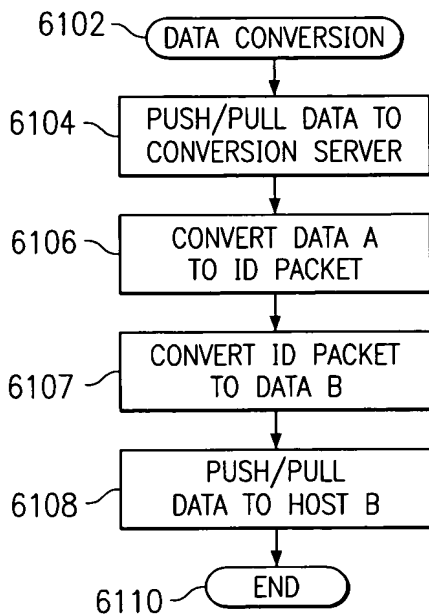 6102
DATA CONVERSION
6104
PUSH/PULL DATA TO
CONVERSION SERVER
6106
CONVERT DATA A
TO ID PACKET
6107
CONVERT ID PACKET
TO DATA B
6108
PUSH/PULL
DATA TO HOST B
6110
END